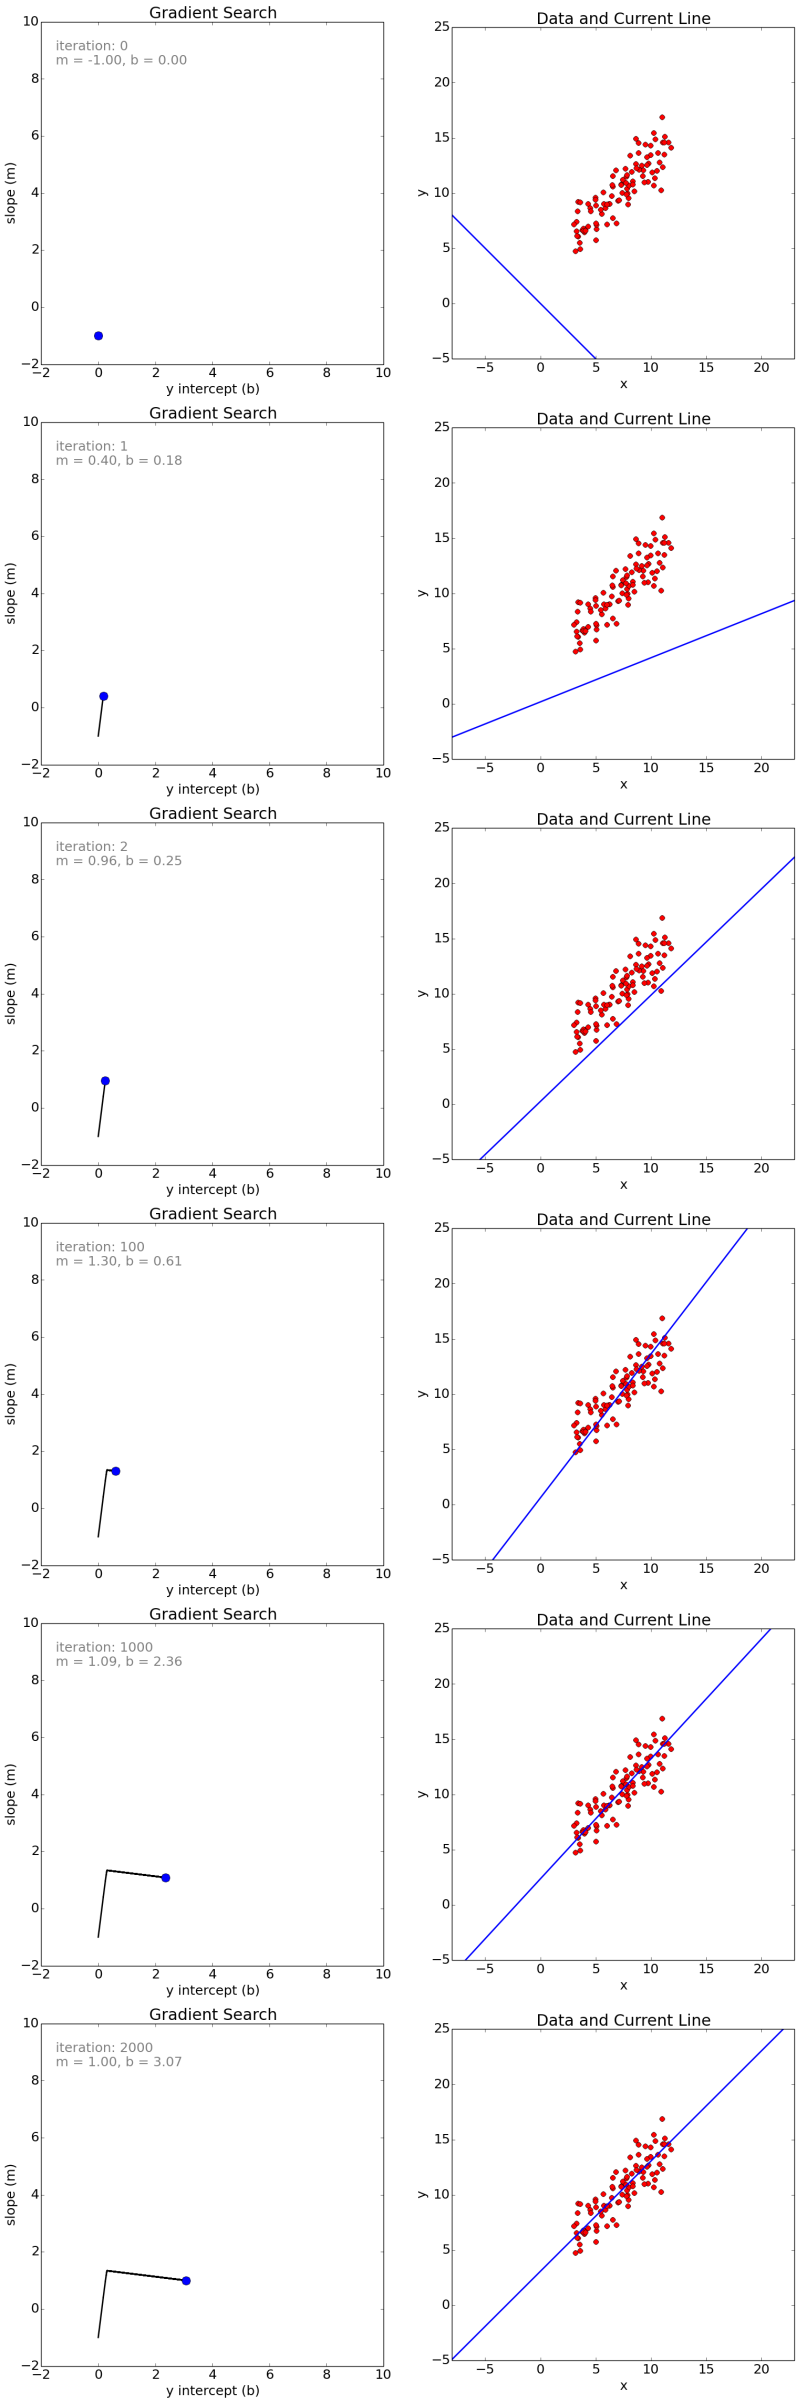 Gradient Search
Data and Current Line
10
8
6
4
2
0
−2
slope (m)
iteration: 0
m = -1.00, b = 0.00
−2 0 2 4 6 8 10
y intercept (b)
25
20
15
10
5
0
−5
y
−5 0 5 10 15 20
x
Gradient Search
Data and Current Line
10
8
6
4
2
0
−2
slope (m)
iteration: 1
m = 0.40, b = 0.18
−2 0 2 4 6 8 10
y intercept (b)
25
20
15
10
5
0
−5
y
−5 0 5 10 15 20
x
Gradient Search
Data and Current Line
10
8
6
4
2
0
−2
slope (m)
iteration: 2
m = 0.96, b = 0.25
−2 0 2 4 6 8 10
y intercept (b)
25
20
15
10
5
0
−5
y
−5 0 5 10 15 20
x
Gradient Search
Data and Current Line
10
8
6
4
2
0
−2
slope (m)
iteration: 100
m = 1.30, b = 0.61
−2 0 2 4 6 8 10
y intercept (b)
25
20
15
10
5
0
−5
y
−5 0 5 10 15 20
x
Gradient Search
Data and Current Line
10
8
6
4
2
0
−2
slope (m)
iteration: 1000
m = 1.09, b = 2.36
−2 0 2 4 6 8 10
y intercept (b)
25
20
15
10
5
0
−5
y
−5 0 5 10 15 20
x
Gradient Search
Data and Current Line
10
8
6
4
2
0
−2
slope (m)
iteration: 2000
m = 1.00, b = 3.07
−2 0 2 4 6 8 10
y intercept (b)
25
20
15
10
5
0
−5
y
−5 0 5 10 15 20
x